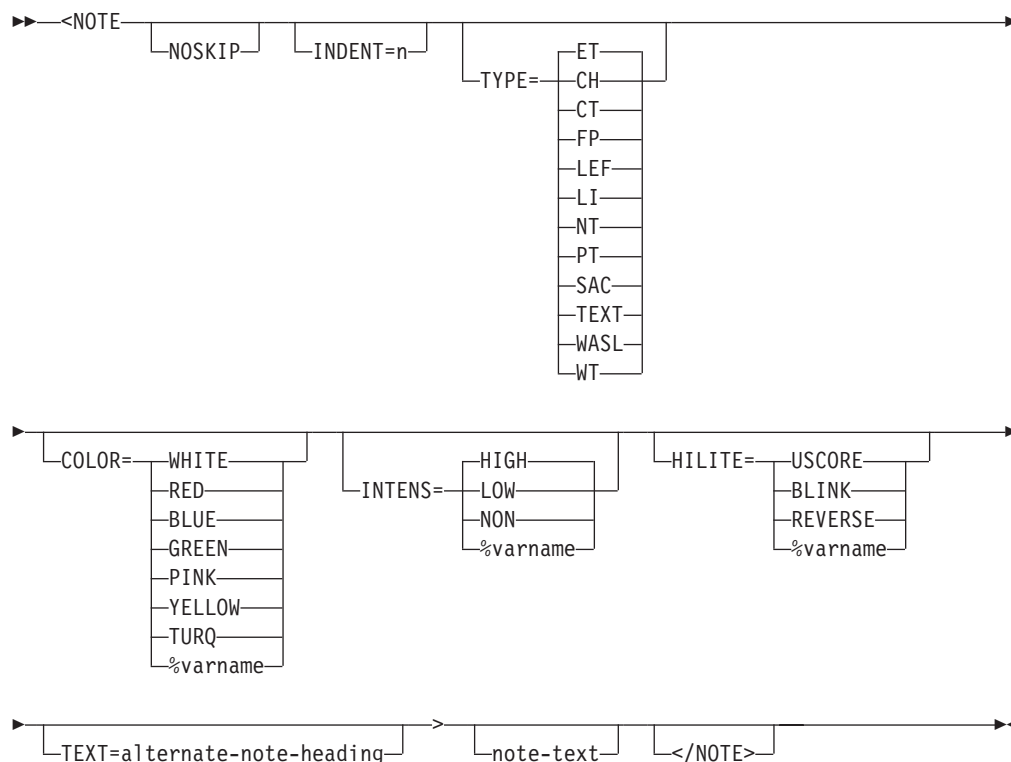 <NOTE
NOSKIP INDENT=n ET
TYPE= CH
CT
FP
LEF
LI
NT
PT
SAC
TEXT
WASL
WT
COLOR= WHITE HIGH HILITE= USCORE
RED INTENS= LOW BLINK
BLUE NON REVERSE
GREEN %varname %varname
PINK
YELLOW
TURQ
%varname
>
TEXT=alternate-note-heading note-text </NOTE>